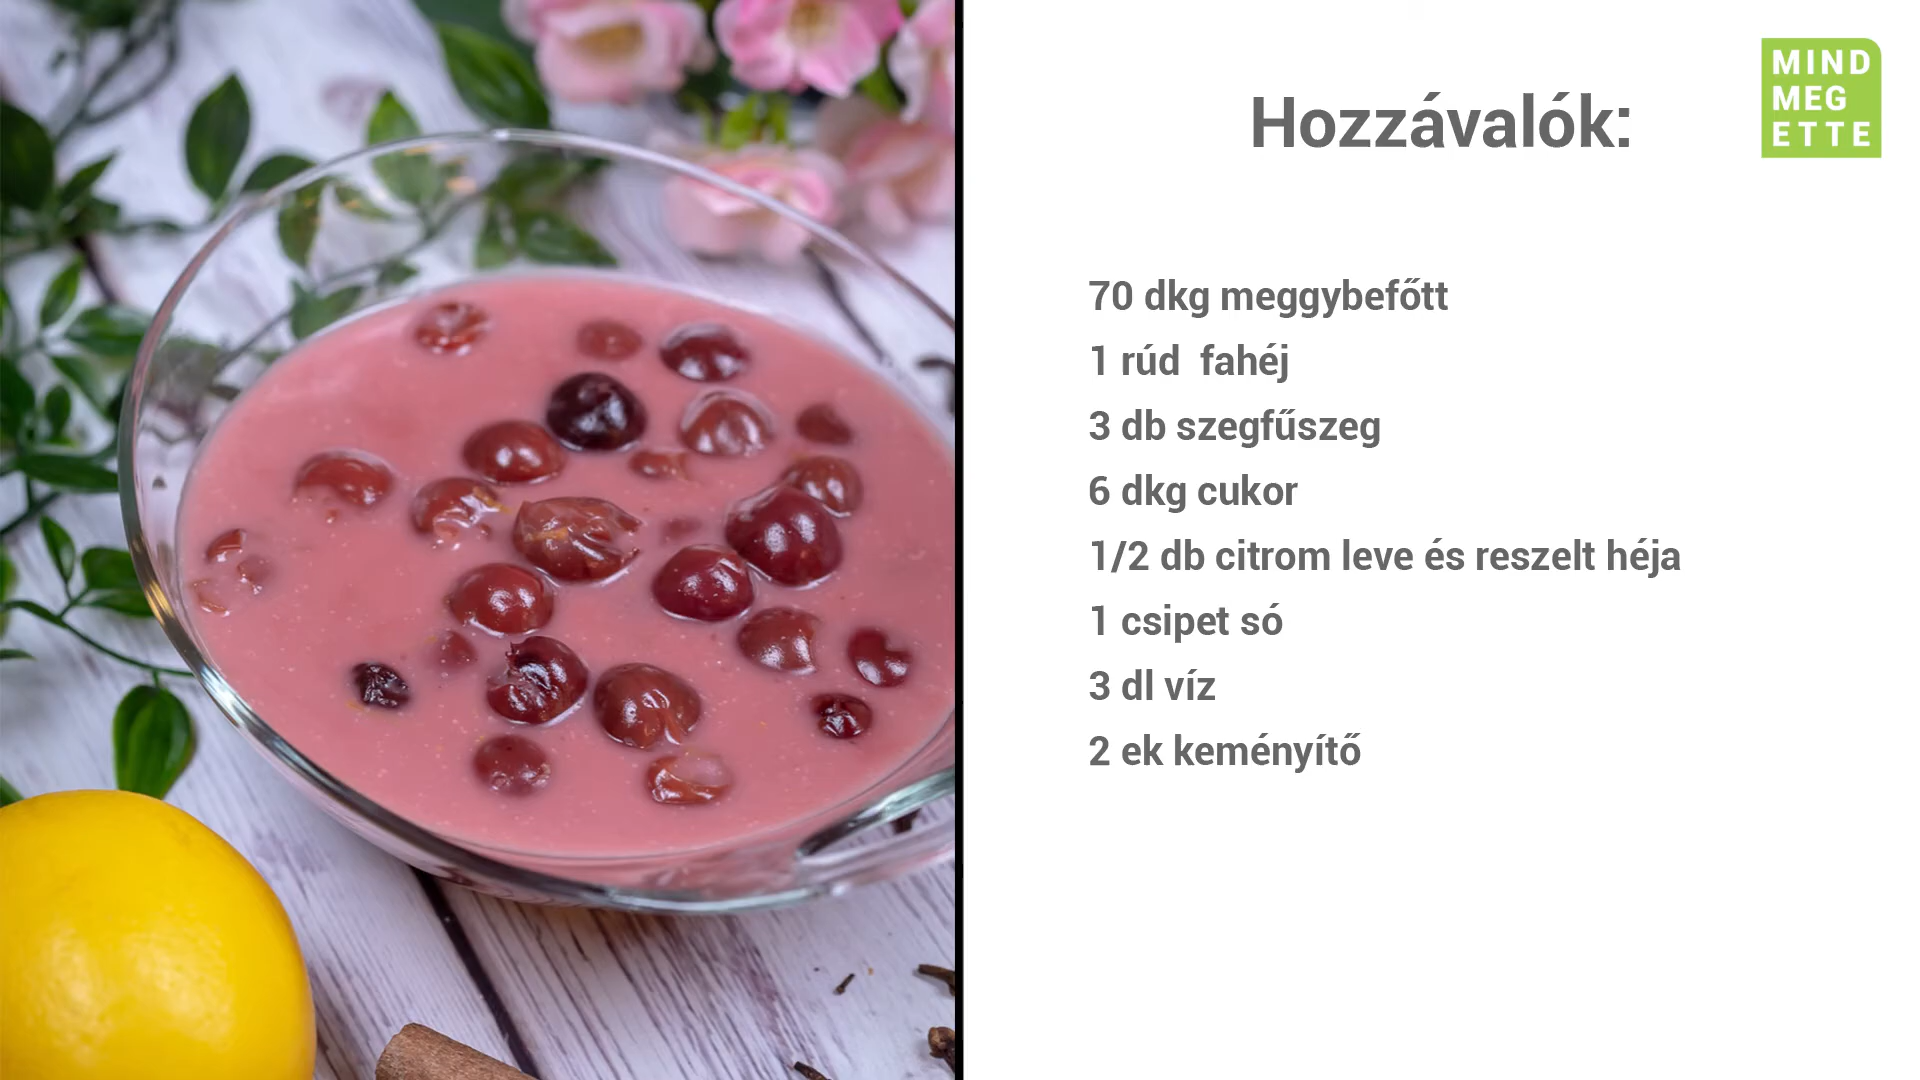 Hozzávalók:
MIND
MEG
ETTE
70 dkg meggybefőtt
1 rúd  fahéj
3 db szegfűszeg
6 dkg cukor
1/2 db citrom leve és reszelt héja
1 csipet só
3 dl víz
2 ek keményítő